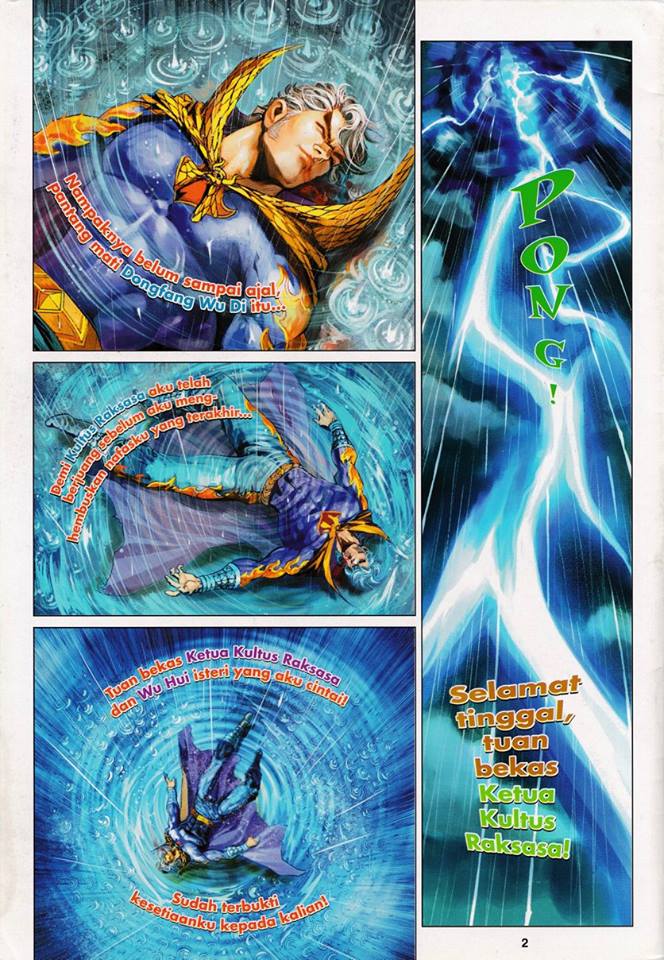 Nampaknya belum sampai ajal,
pantang mati Dongfang Wu Di itu...
Demi Kultus Raksasa aku telah
berjuang sebelum aku meng-
hembuskan nafasku yang terakhir...
Tuan bekas Ketua Kultus Raksasa
dan Wu Hui isteri yang aku cintai!
Sudah terbukti
kesetiaanku kepada kalian!
PONG!
Selamat
tinggal,
tuan
bekas
Ketua
Kultus
Raksasa!
2